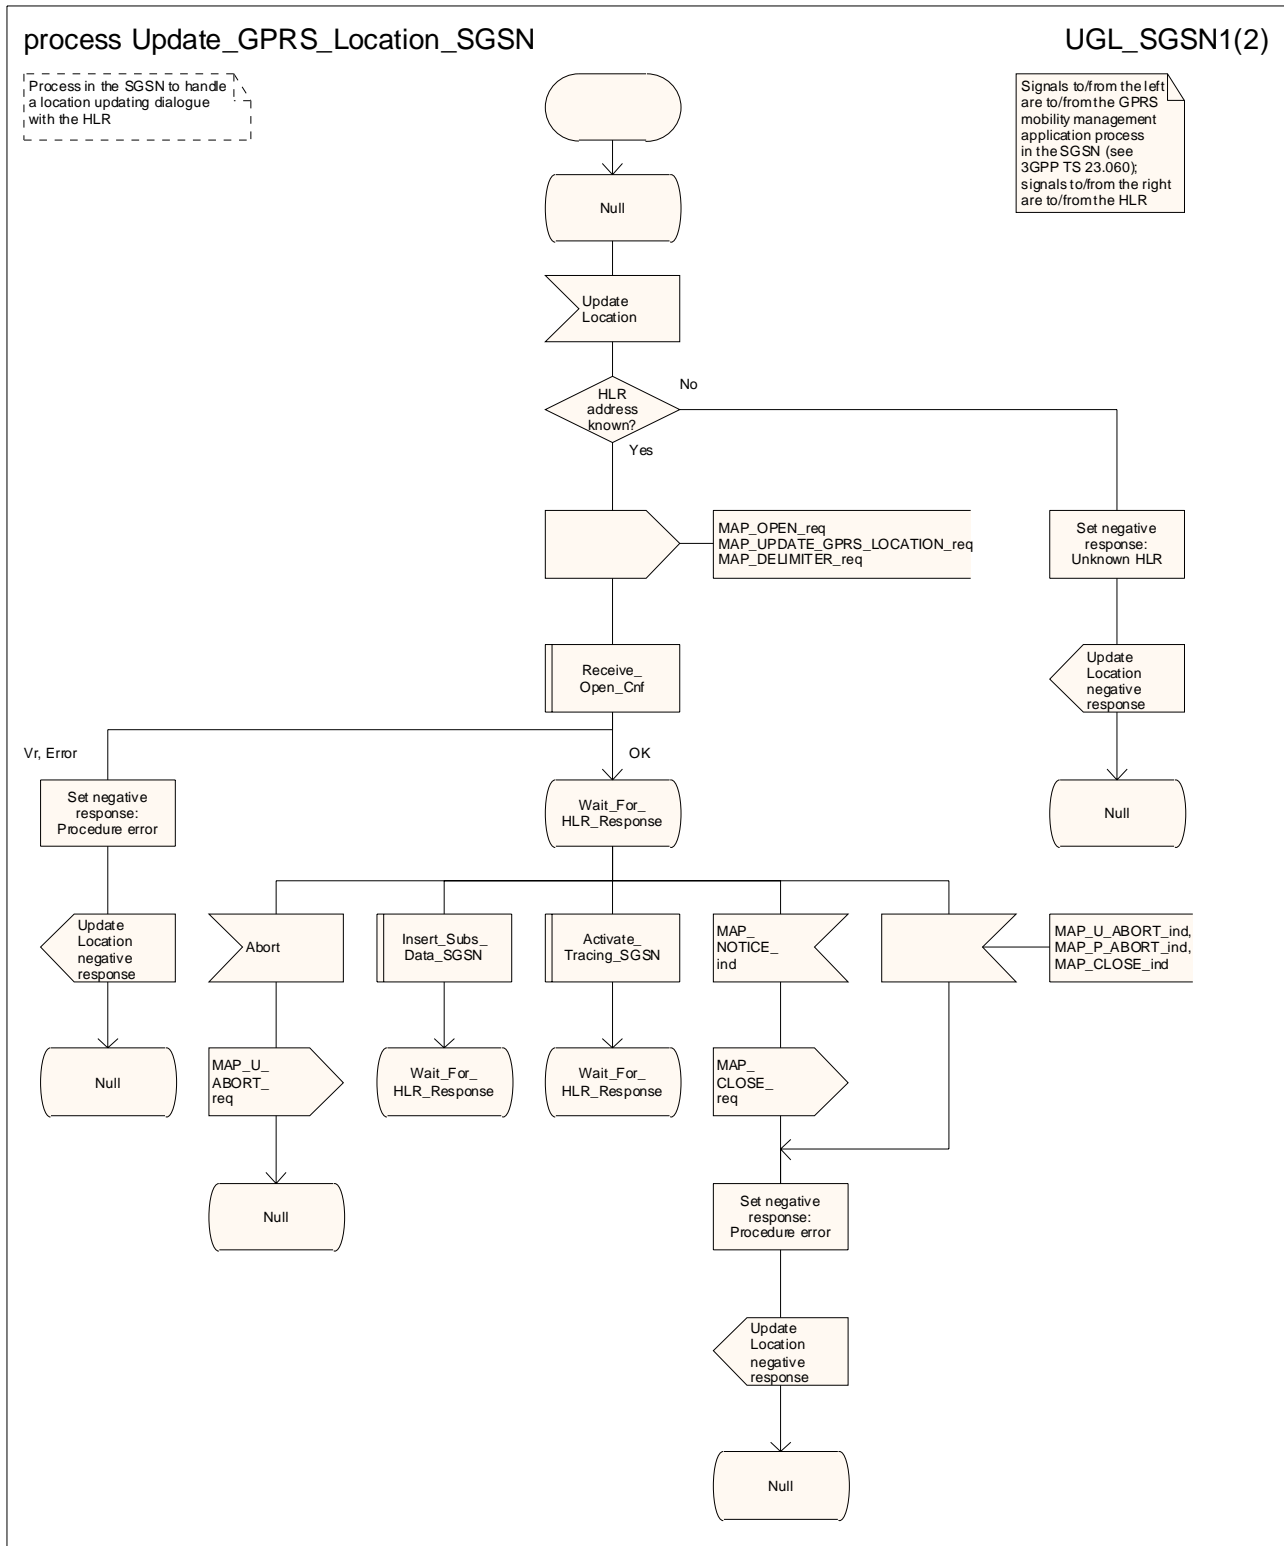 process Update_GPRS_Location_SGSN
UGL_SGSN1(2)
Process in the SGSN to handle
a location updating dialogue
with the HLR
Signals to/from the left
are to/from the GPRS
mobility management
application process
in the SGSN (see
3GPP TS 23.060);
signals to/from the right
are to/from the HLR
Null
Update
Location
HLR
address
known?
No
Yes
MAP_OPEN_req
MAP_UPDATE_GPRS_LOCATION_req
MAP_DELIMITER_req
Set negative
response:
Unknown HLR
Receive_
Open_Cnf
Update
Location
negative
response
Vr, Error
OK
Set negative
response:
Procedure error
Wait_For_
HLR_Response
Null
Update
Location
negative
response
Abort
Insert_Subs_
Data_SGSN
Activate_
Tracing_SGSN
MAP_
NOTICE_
ind
MAP_U_ABORT_ind,
MAP_P_ABORT_ind,
MAP_CLOSE_ind
Null
MAP_U_
ABORT_
req
Wait_For_
HLR_Response
Wait_For_
HLR_Response
MAP_
CLOSE_
req
Null
Set negative
response:
Procedure error
Update
Location
negative
response
Null